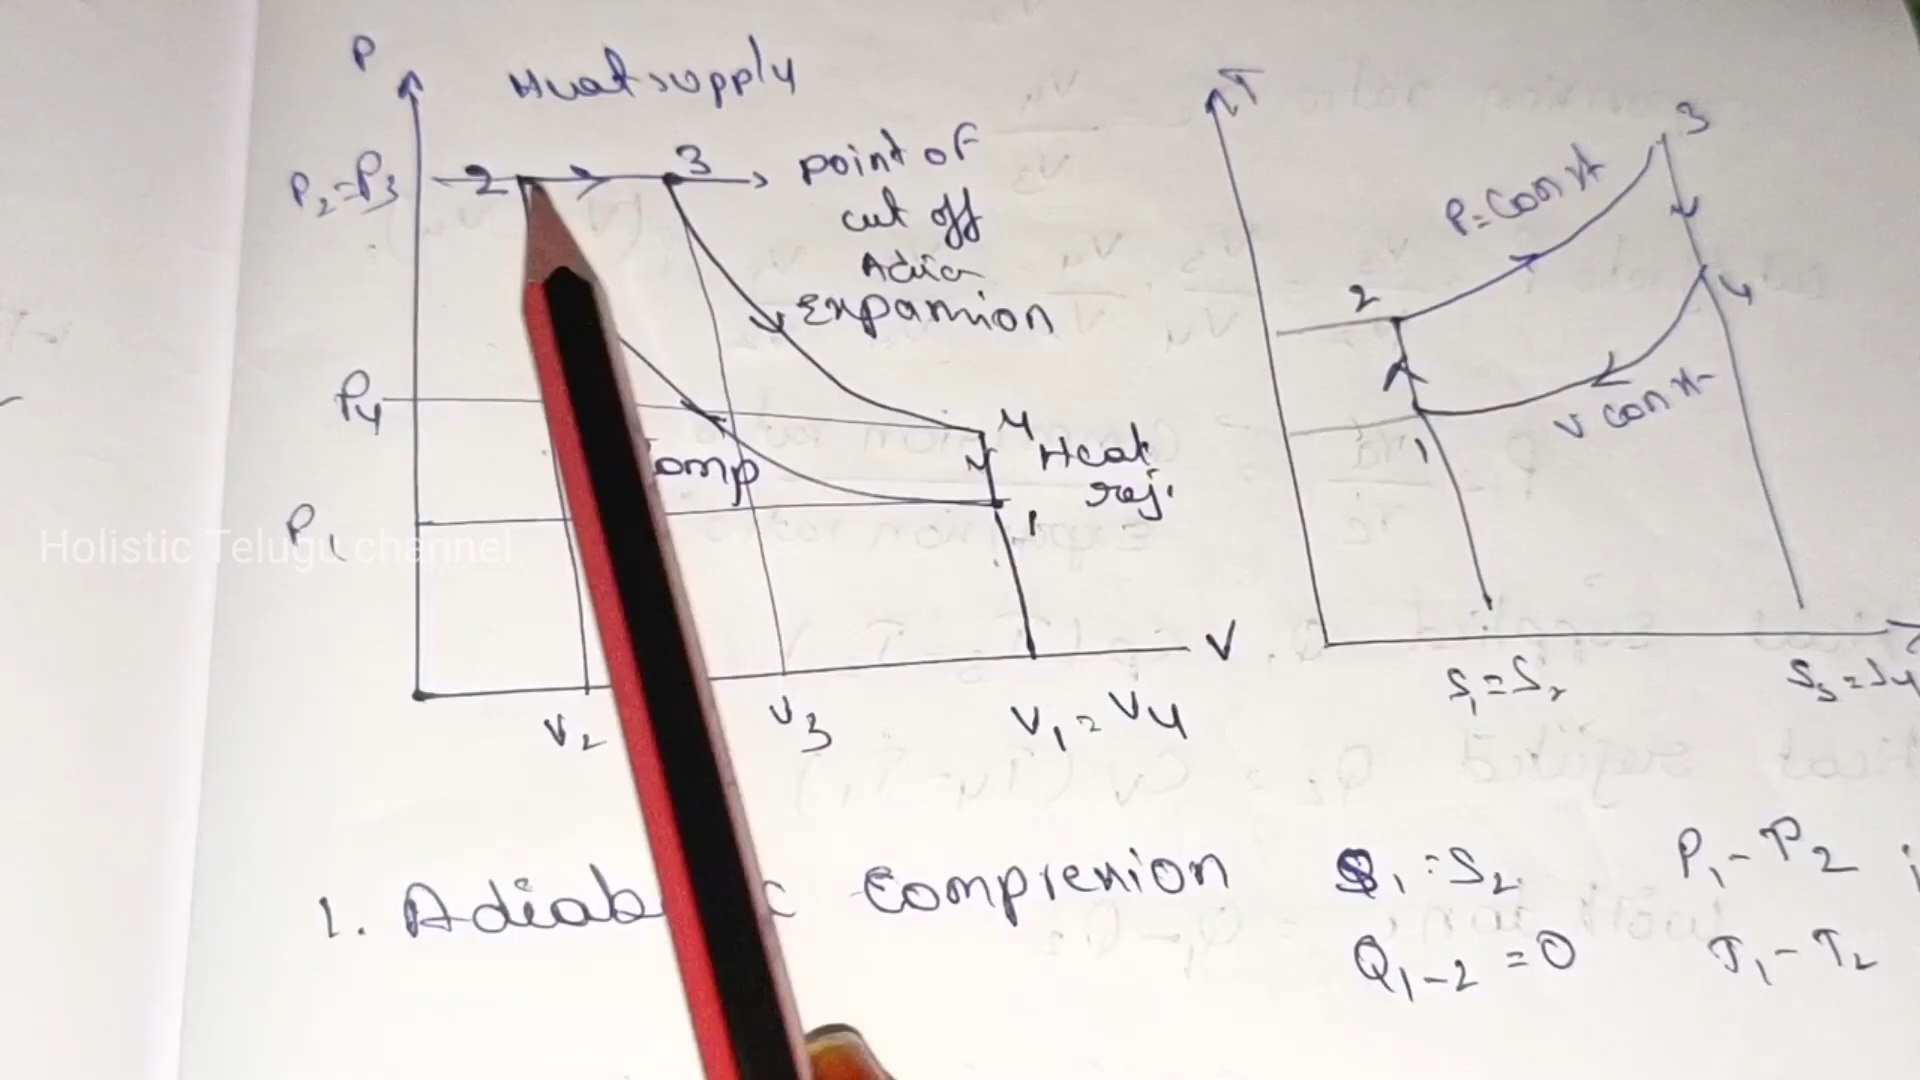 P
Heat supply
P2=P3
2
3
point of
cut off
Adia
Expansion
P4
4
Heat
rej.
comp
P1
1
V2
V3
V1=V4
V
T
3
P=Const
2
4
V const
1
S1=S2
S3=S4
Holistic Telugu channel
1. Adiab c Compression
S1=S2
P1-P2
Q1-2=0
T1-T2